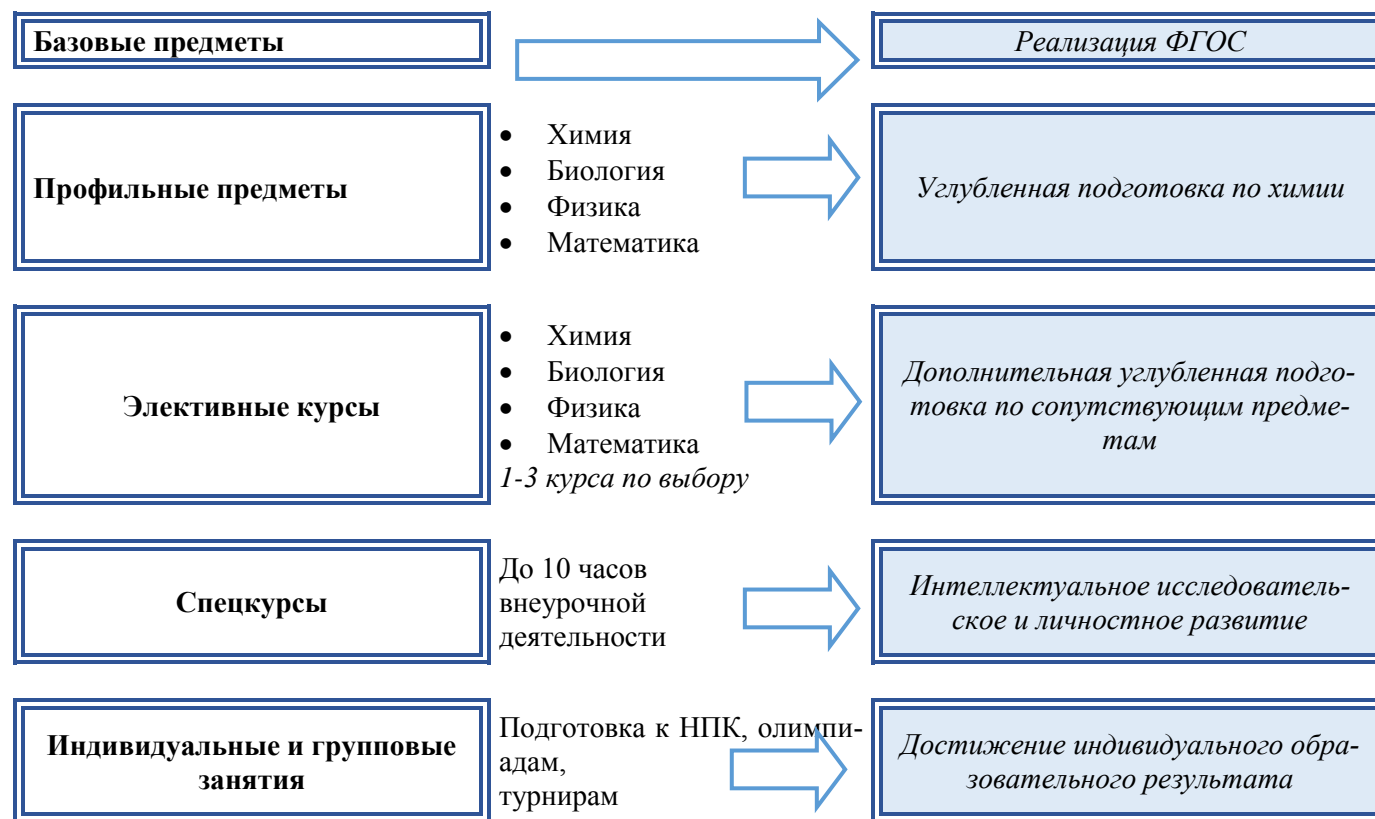 Базовые предметы
Реализация ФГОС
Профильные предметы
• Химия
• Биология
• Физика
• Математика
Углубленная подготовка по химии
Элективные курсы
• Химия
• Биология
• Физика
• Математика
1-3 курса по выбору
Дополнительная углубленная подго-
товка по сопутствующим предме-
там
Спецкурсы
До 10 часов
внеурочной
деятельности
Интеллектуальное исследователь-
ское и личностное развитие
Индивидуальные и групповые
занятия
Подготовка к НПК, олимпи-
адам,
турнирам
Достижение индивидуального обра-
зовательного результата